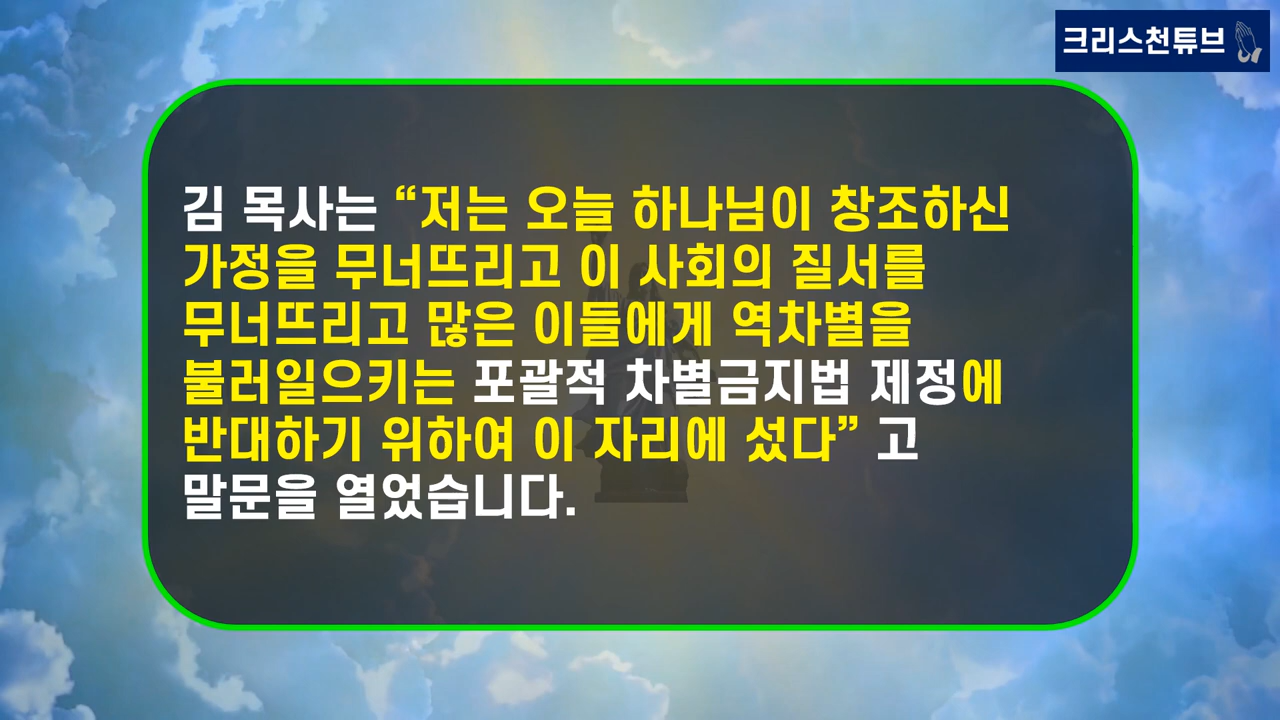 크리스천튜브
김 목사는 “저는 오늘 하나님이 창조하신
가정을 무너뜨리고 이 사회의 질서를
무너뜨리고 많은 이들에게 역차별을
불러일으키는 포괄적 차별금지법 제정에
반대하기 위하여 이 자리에 섰다” 고
말문을 열었습니다.